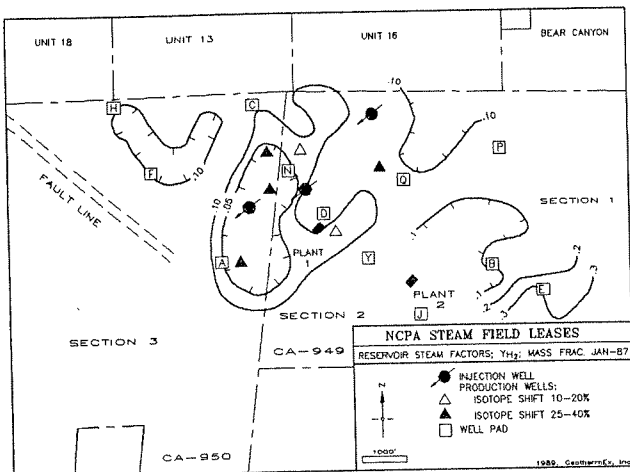 UNIT 18
UNIT 13
UNIT 16
BEAR CANYON
H
C
.10
.10
P
F
.10
N
Q
FAULT LINE
.10
.05
D
SECTION 1
A
PLANT
1
Y
.1
B
.2
.3
E
PLANT
2
.1
.2
.3
J
SECTION 2
SECTION 3
CA-949
CA-950
NCPA STEAM FIELD LEASES
RESERVOIR STEAM FACTORS; YH2; MASS FRAC. JAN-87
INJECTION WELL
PRODUCTION WELLS:
ISOTOPE SHIFT 10-20%
ISOTOPE SHIFT 25-40%
WELL PAD
N
1000'
1989, GeothermEx, Inc